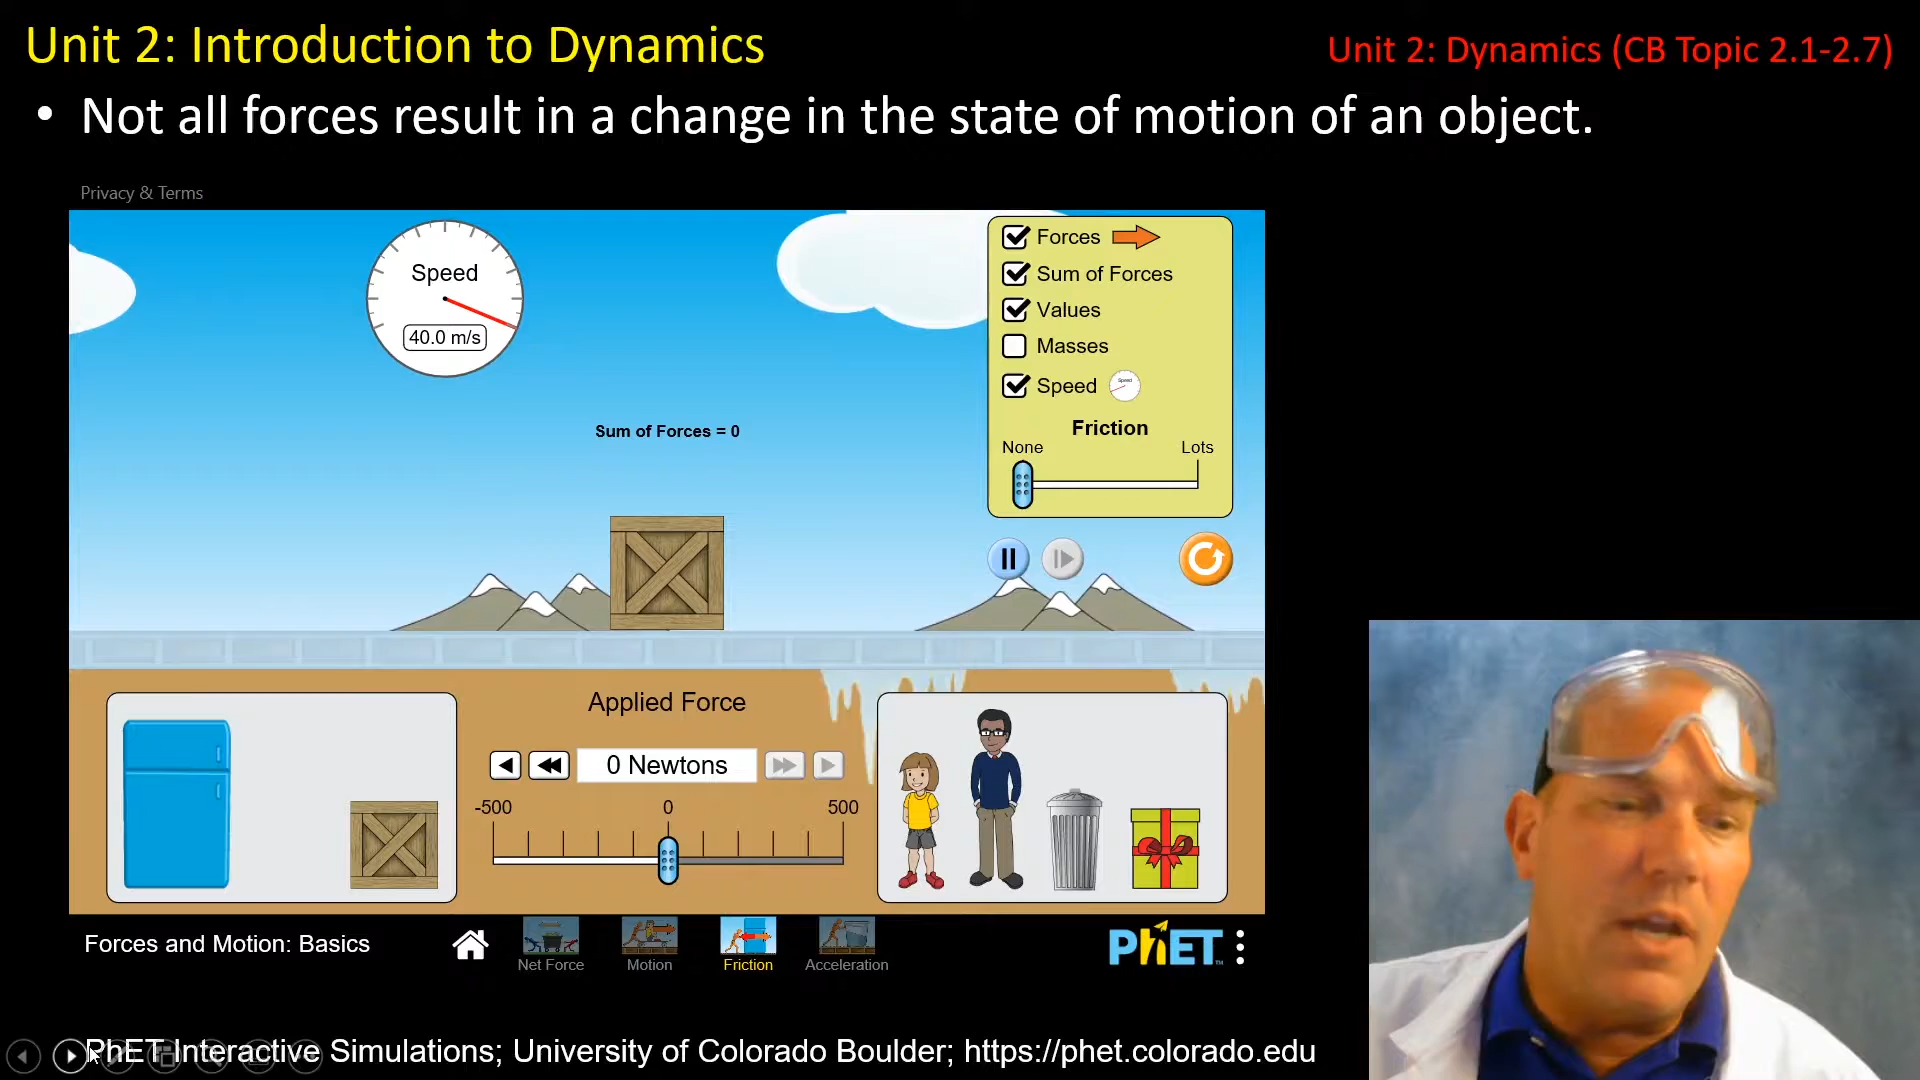 Unit 2: Introduction to Dynamics
Unit 2: Dynamics (CB Topic 2.1-2.7)
• Not all forces result in a change in the state of motion of an object.
Privacy & Terms
Speed
40.0 m/s
Forces
Sum of Forces
Values
Masses
Speed
Speed
Friction
None Lots
Sum of Forces = 0
Applied Force
0 Newtons
-500 0 500
Forces and Motion: Basics
Net Force
Motion
Friction
Acceleration
PhET
PhET Interactive Simulations; University of Colorado Boulder; https://phet.colorado.edu